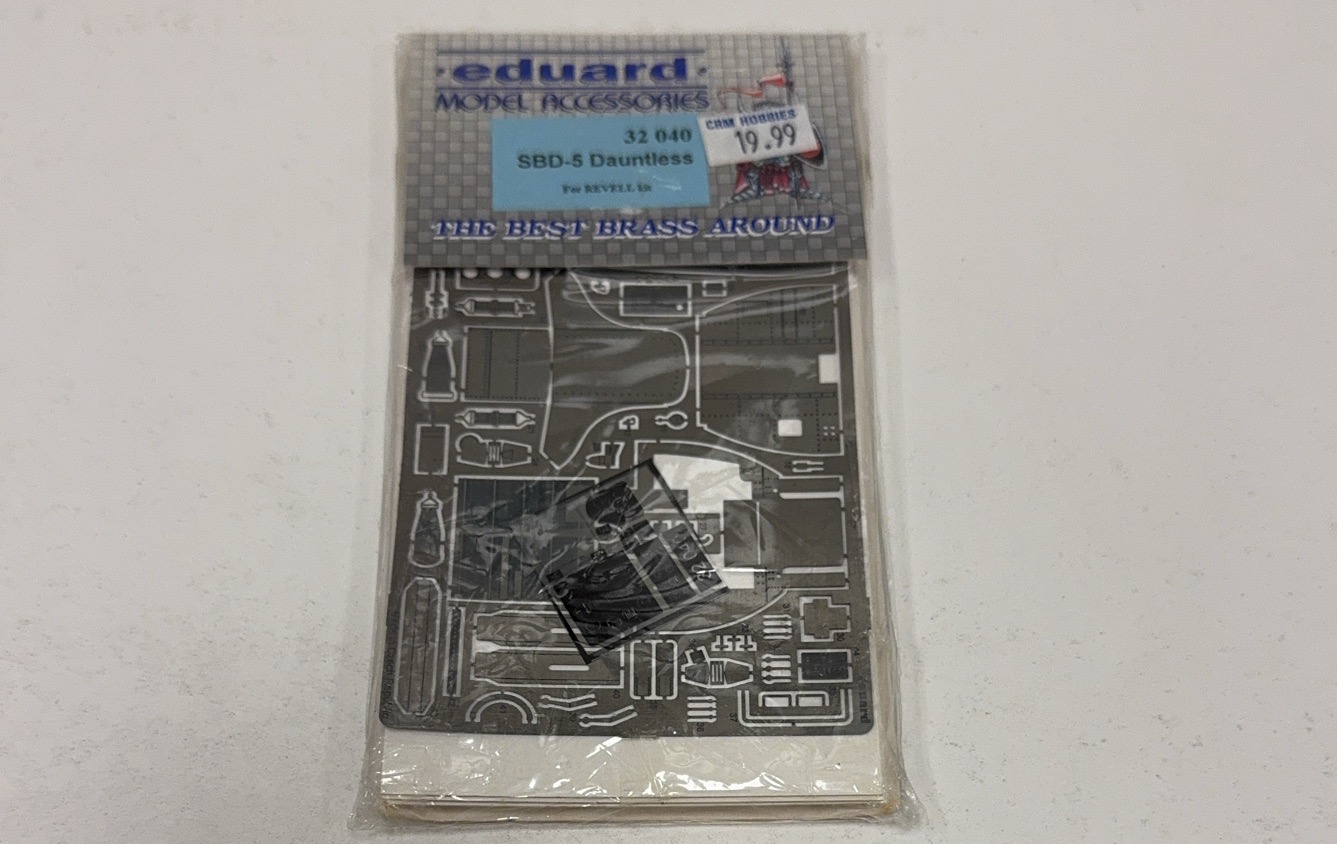 eduard
MODEL ACCESSORIES
32 040
SBD-5 Dauntless
For REVELL kit
CRM HOBBIES
19.99
THE BEST BRASS AROUND